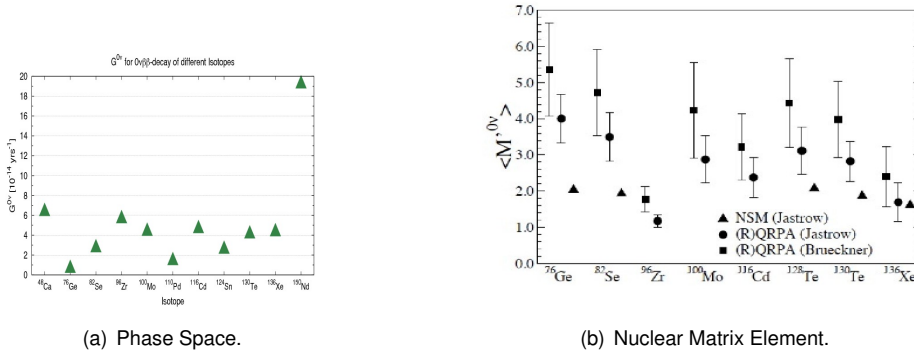 G⁰ᵛ for 0νββ-decay of different Isotopes
G⁰ᵛ [10⁻¹⁴ yrs⁻¹]
20
18
16
14
12
10
8
6
4
2
0
⁴⁸Ca ⁷⁶Ge ⁸²Se ⁹⁶Zr ¹⁰⁰Mo ¹¹⁰Pd ¹¹⁶Cd ¹²⁴Sn ¹³⁰Te ¹³⁶Xe ¹⁵⁰Nd
Isotope
(a) Phase Space.
<M'⁰ᵛ>
7.0
6.0
5.0
4.0
3.0
2.0
1.0
0.0
NSM (Jastrow)
(R)QRPA (Jastrow)
(R)QRPA (Brueckner)
⁷⁶Ge ⁸²Se ⁹⁶Zr ¹⁰⁰Mo ¹¹⁶Cd ¹²⁸Te ¹³⁰Te ¹³⁶Xe
(b) Nuclear Matrix Element.